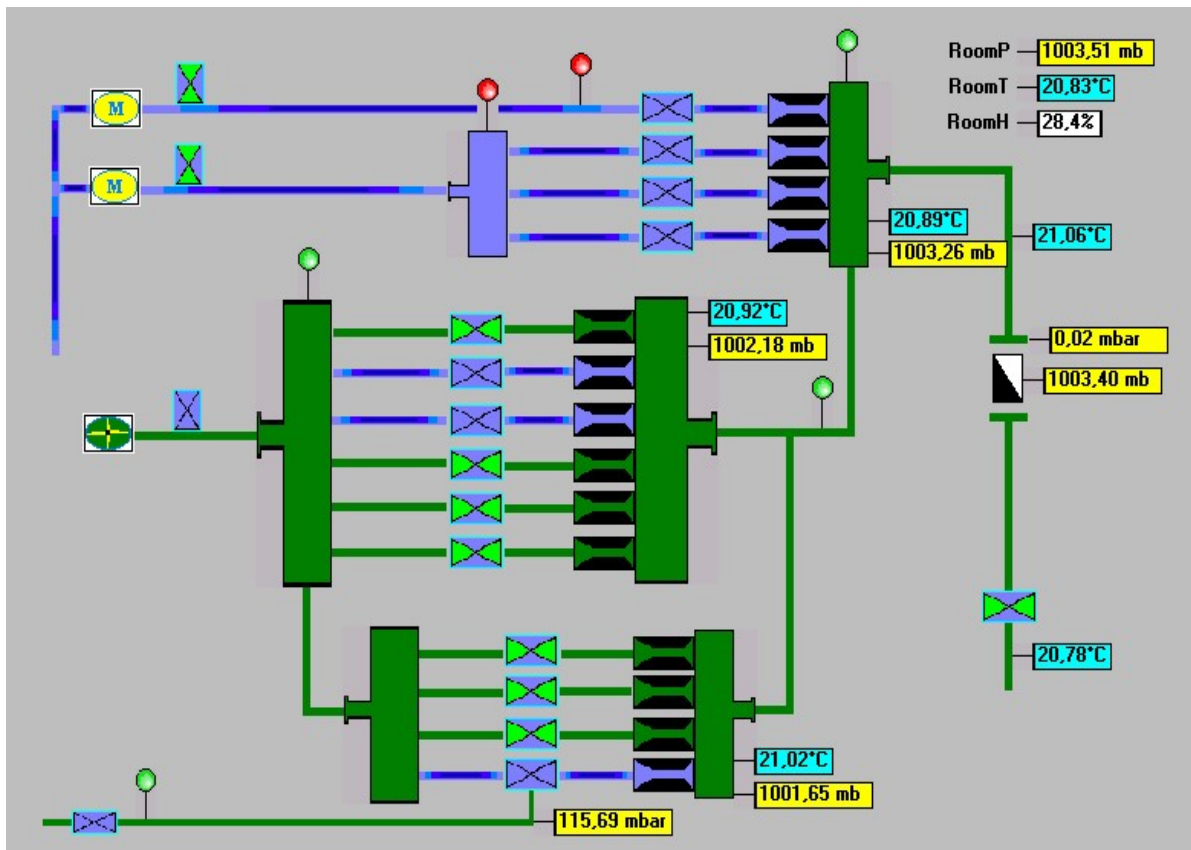 RoomP 1003,51 mb
RoomT 20,83°C
RoomH 28,4%
M
M
20,89°C
1003,26 mb
21,06°C
20,92°C
1002,18 mb
0,02 mbar
1003,40 mb
20,78°C
21,02°C
1001,65 mb
115,69 mbar